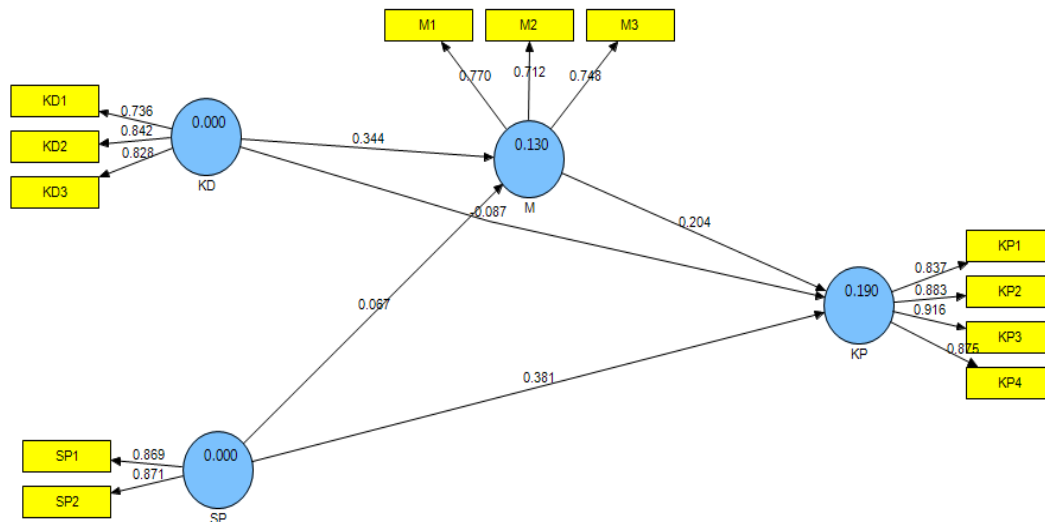 M1
M2
M3
0.770
0.712
0.748
KD1
KD2
KD3
0.736
0.842
0.828
0.000
KD
0.344
0.130
M
-0.087
0.204
0.067
0.190
KP
KP1
KP2
KP3
KP4
0.837
0.883
0.916
0.875
0.381
SP1
SP2
0.869
0.871
0.000
SP